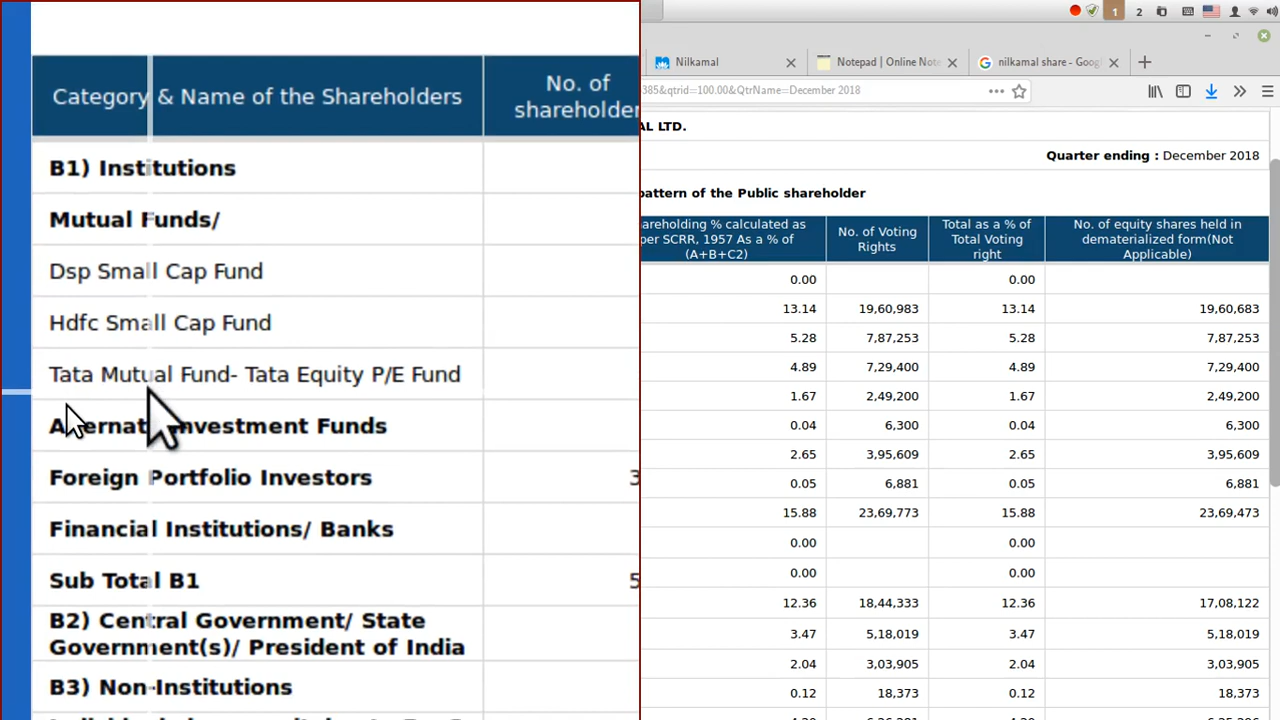 Category & Name of the Shareholders
No. of
shareholder
B1) Institutions
Mutual Funds/
Dsp Small Cap Fund
Hdfc Small Cap Fund
Tata Mutual Fund- Tata Equity P/E Fund
Investment Funds
Foreign Portfolio Investors
3
Financial Institutions/ Banks
Sub Total B1
5
B2) Central Government/ State
Government(s)/ President of India
B3) Non-Institutions
1 2
Nilkamal
Notepad | Online Note
nilkamal share - Goog
385&qtrid=100.00&QtrName=December 2018
AL LTD.
Quarter ending : December 2018
pattern of the Public shareholder
areholding % calculated as
per SCRR, 1957 As a % of
(A+B+C2)
No. of Voting
Rights
Total as a % of
Total Voting
right
No. of equity shares held in
dematerialized form(Not
Applicable)
0.00 0.00
13.14 19,60,983 13.14 19,60,683
5.28 7,87,253 5.28 7,87,253
4.89 7,29,400 4.89 7,29,400
1.67 2,49,200 1.67 2,49,200
0.04 6,300 0.04 6,300
2.65 3,95,609 2.65 3,95,609
0.05 6,881 0.05 6,881
15.88 23,69,773 15.88 23,69,473
0.00 0.00
0.00 0.00
12.36 18,44,333 12.36 17,08,122
3.47 5,18,019 3.47 5,18,019
2.04 3,03,905 2.04 3,03,905
0.12 18,373 0.12 18,373